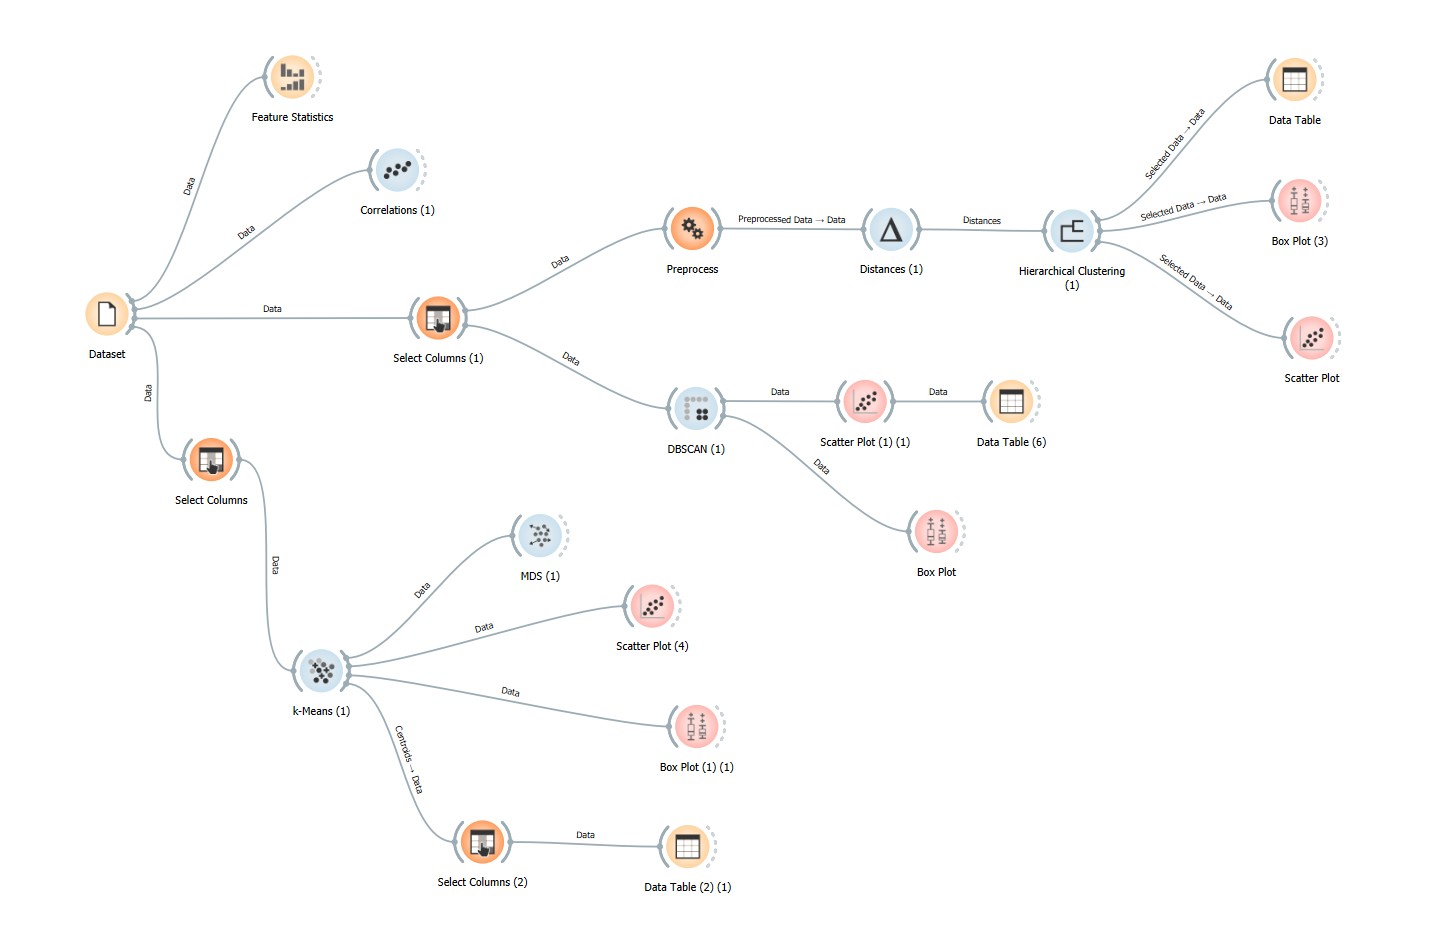 Feature Statistics
Data
Correlations (1)
Data
Dataset
Data
Select Columns (1)
Data
Preprocess
Preprocessed Data → Data
Distances (1)
Distances
Hierarchical Clustering
(1)
Selected Data → Data
Data Table
Selected Data → Data
Box Plot (3)
Selected Data → Data
Scatter Plot
Data
DBSCAN (1)
Data
Scatter Plot (1) (1)
Data
Data Table (6)
Data
Box Plot
Data
Select Columns
Data
k-Means (1)
Data
MDS (1)
Data
Scatter Plot (4)
Data
Box Plot (1) (1)
Centroids → Data
Select Columns (2)
Data
Data Table (2) (1)